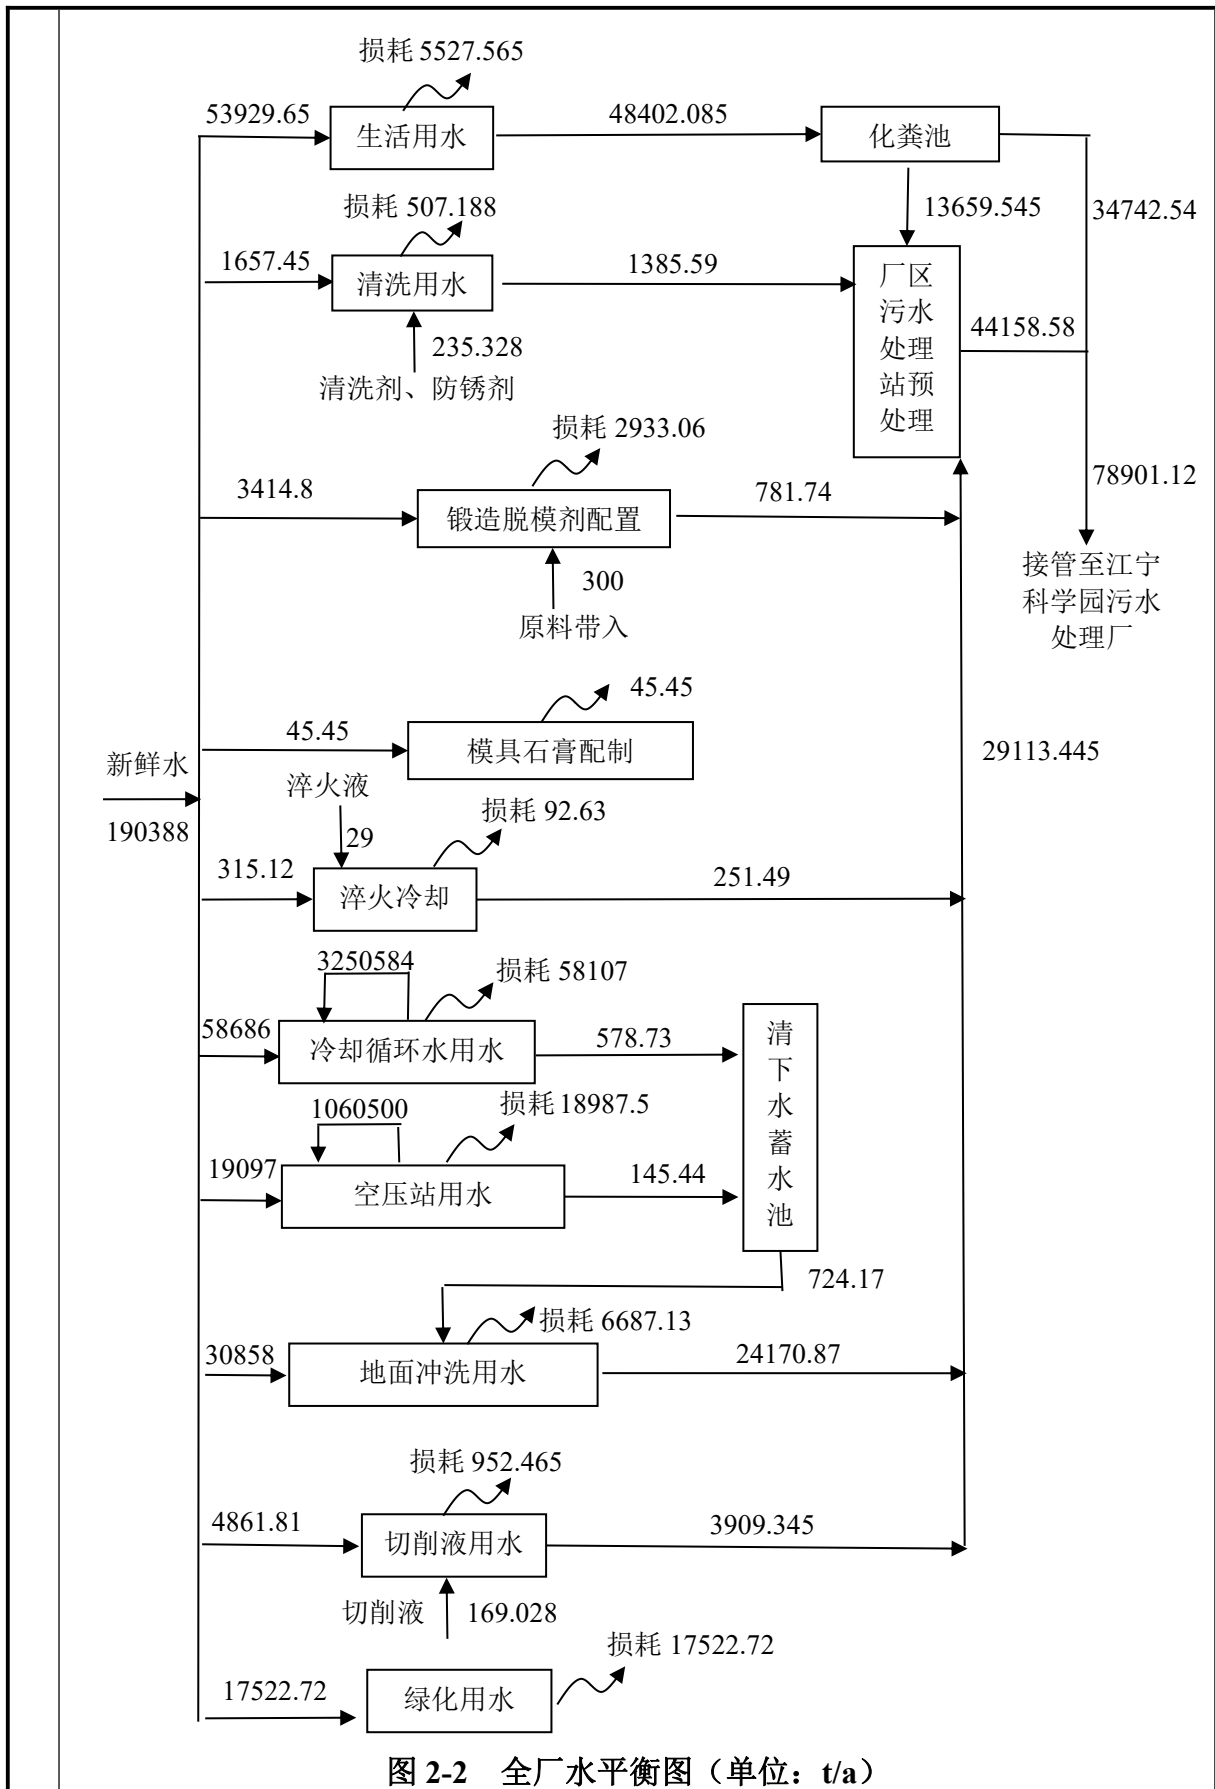 损耗 5527.565
53929.65
生活用水
48402.085
化粪池
损耗 507.188
13659.545
34742.54
1657.45
清洗用水
1385.59
厂区
污水
处理
站预
处理
44158.58
235.328
清洗剂、防锈剂
损耗 2933.06
3414.8
锻造脱模剂配置
781.74
78901.12
300
原料带入
接管至江宁
科学园污水
处理厂
45.45
45.45
模具石膏配制
29113.445
新鲜水
190388
淬火液
29
损耗 92.63
315.12
淬火冷却
251.49
3250584
损耗 58107
58686
冷却循环水用水
578.73
清
下
水
蓄
水
池
1060500
损耗 18987.5
19097
空压站用水
145.44
724.17
损耗 6687.13
30858
地面冲洗用水
24170.87
损耗 952.465
4861.81
切削液用水
3909.345
切削液
169.028
损耗 17522.72
17522.72
绿化用水
图 2-2 全厂水平衡图（单位：t/a）